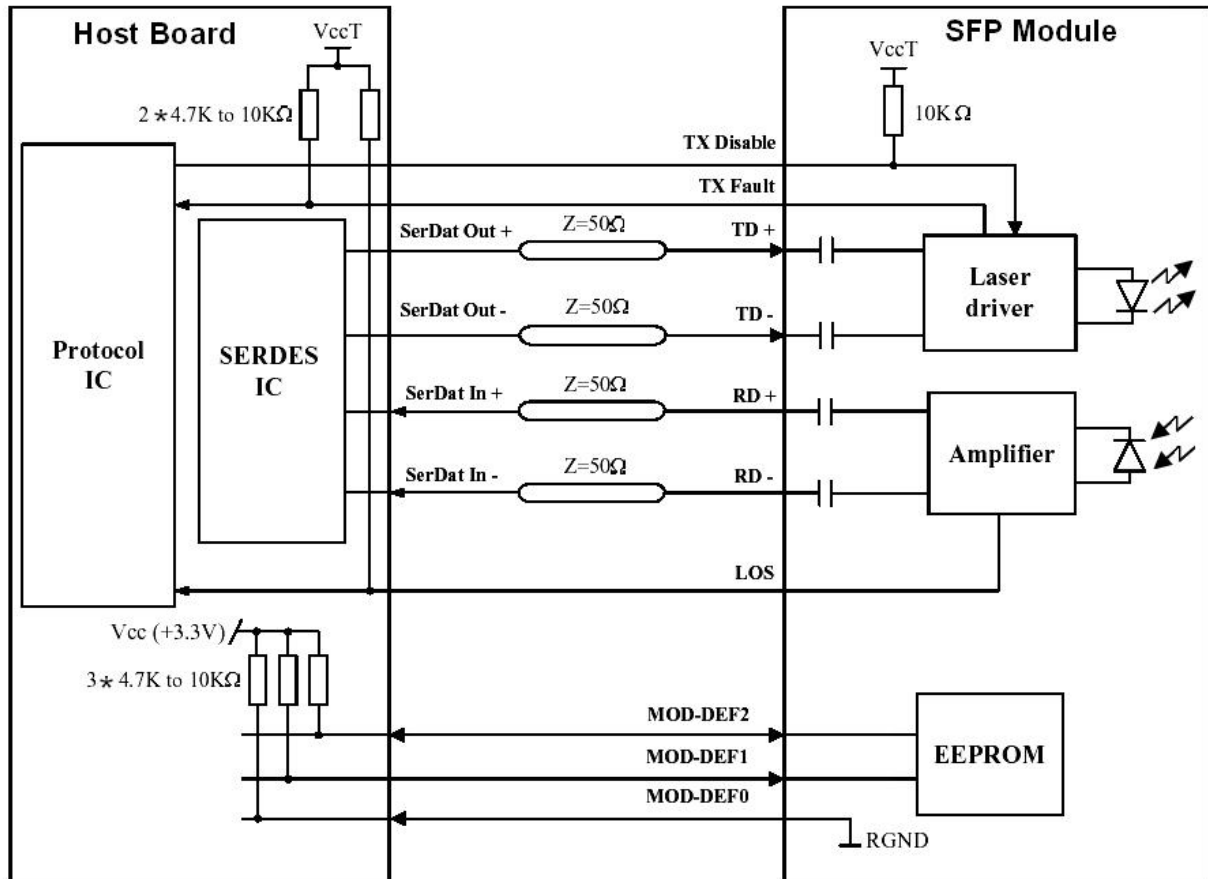 Host Board
SFP Module
VccT
VccT
2*4.7K to 10KΩ
10KΩ
TX Disable
TX Fault
SerDat Out +
Z=50Ω
TD +
Laser
driver
SerDat Out -
Z=50Ω
TD -
Protocol
IC
SERDES
IC
SerDat In +
Z=50Ω
RD +
Amplifier
SerDat In -
Z=50Ω
RD -
LOS
Vcc (+3.3V)
3*4.7K to 10KΩ
MOD-DEF2
MOD-DEF1
EEPROM
MOD-DEF0
RGND